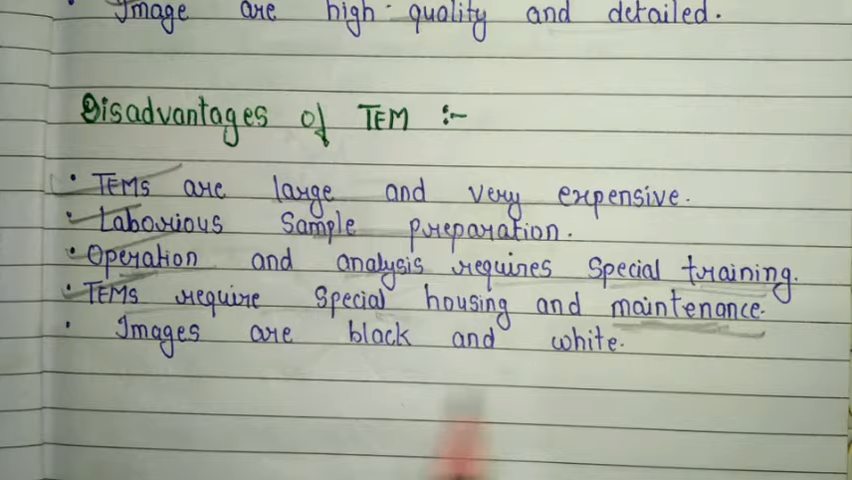 • Image are high quality and detailed.
Disadvantages of TEM :-
• TEMs are large and very expensive.
• Laborious Sample preparation.
• Operation and analysis requires Special training.
• TEMs require Special housing and maintenance.
• Images are black and white.